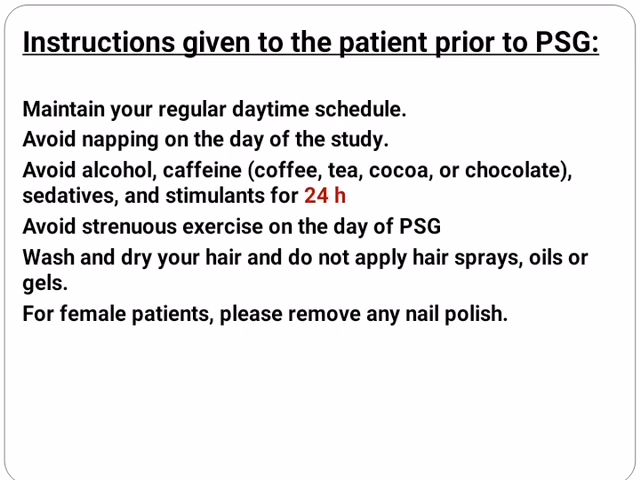 Instructions given to the patient prior to PSG:
Maintain your regular daytime schedule.
Avoid napping on the day of the study.
Avoid alcohol, caffeine (coffee, tea, cocoa, or chocolate),
sedatives, and stimulants for 24 h
Avoid strenuous exercise on the day of PSG
Wash and dry your hair and do not apply hair sprays, oils or
gels.
For female patients, please remove any nail polish.